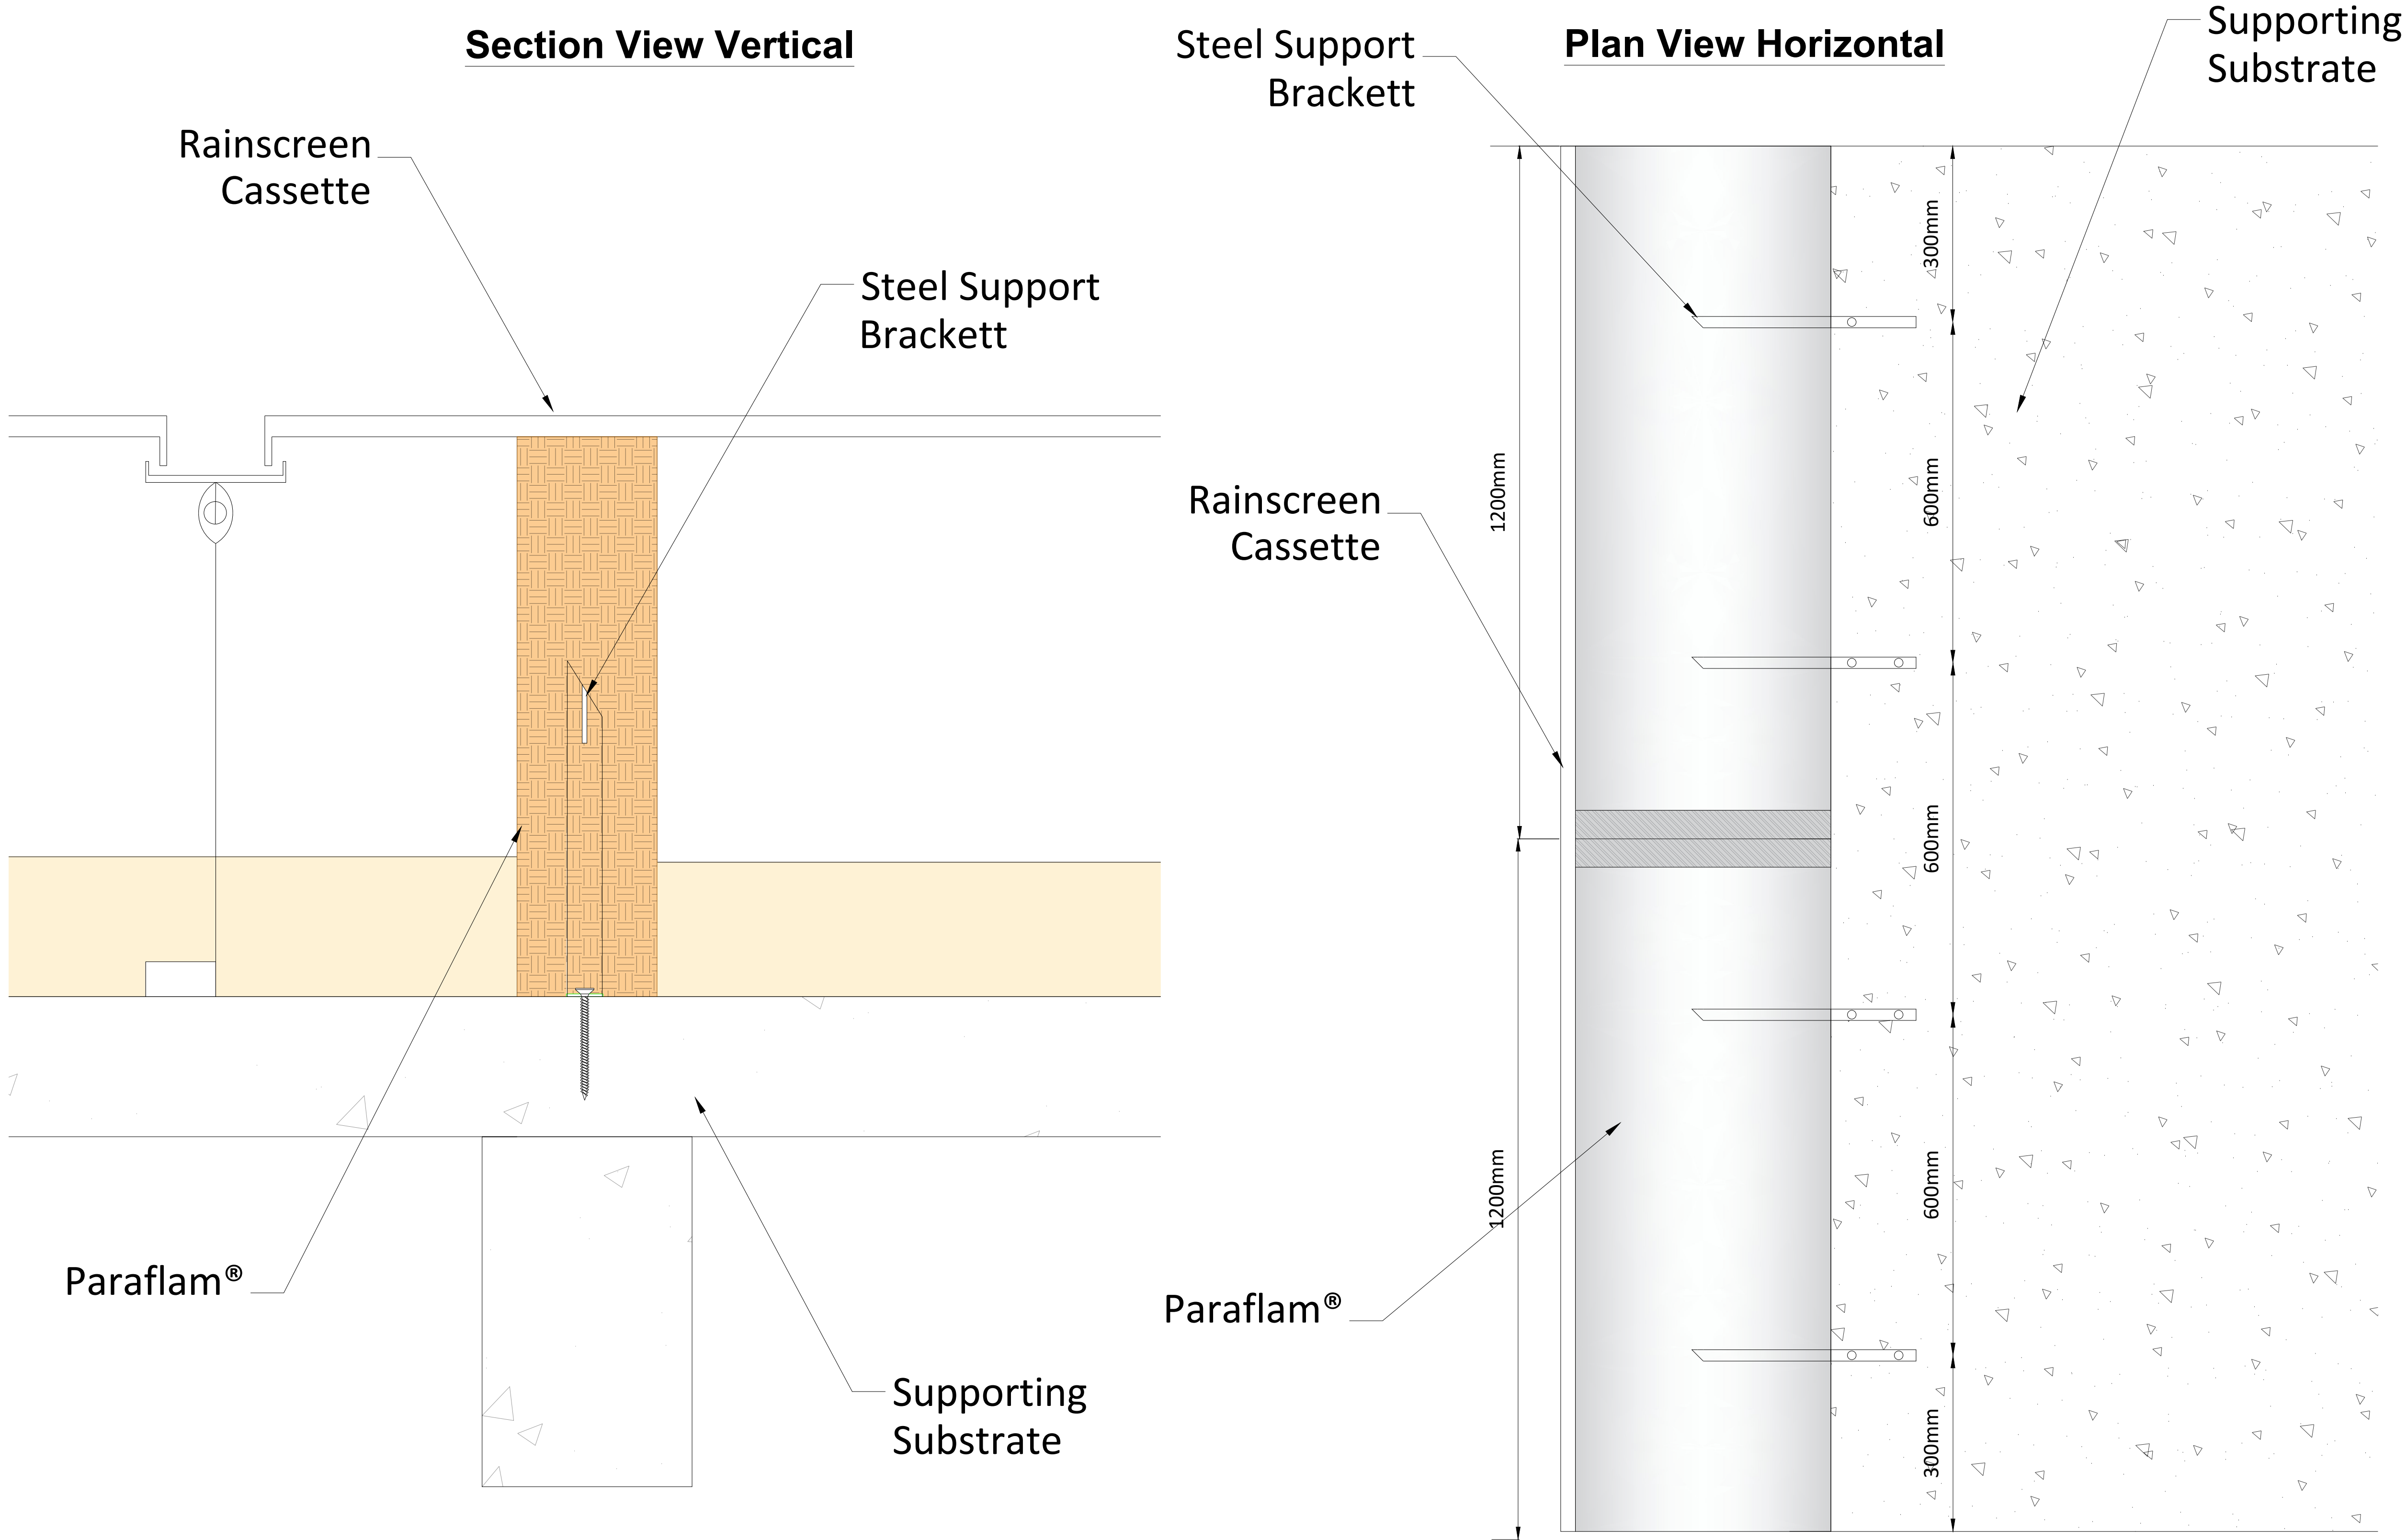 Section View Vertical
Rainscreen
Cassette
Steel Support
Brackett
Paraflam®
Supporting
Substrate
Plan View Horizontal
Steel Support
Brackett
Supporting
Substrate
Rainscreen
Cassette
Paraflam®
1200mm
1200mm
300mm
600mm
600mm
600mm
300mm